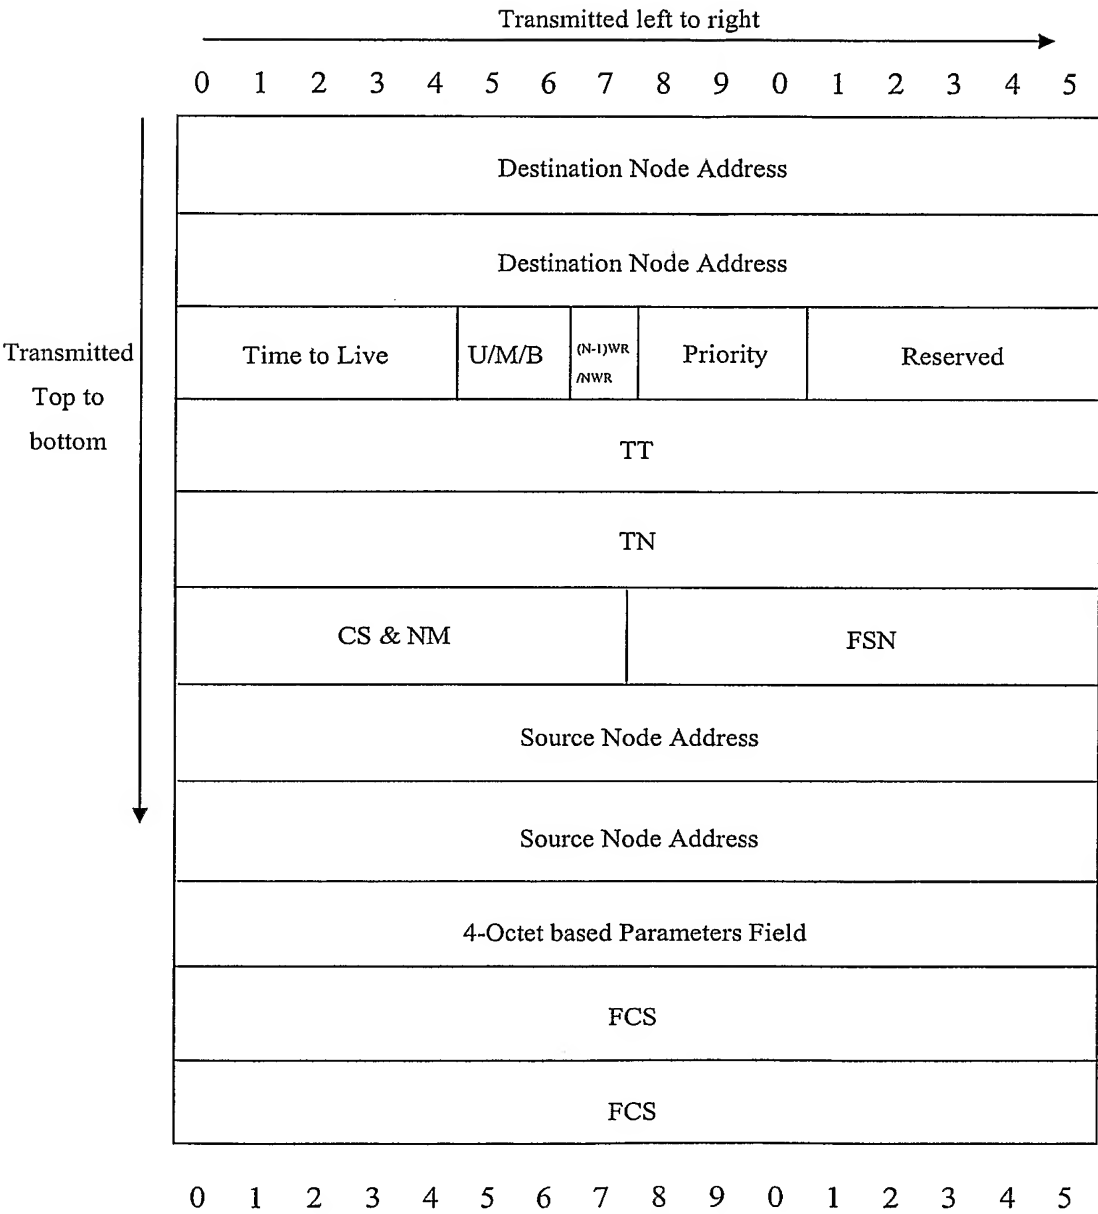 Transmitted left to right
0 1 2 3 4 5 6 7 8 9 0 1 2 3 4 5
Destination Node Address
Destination Node Address
Transmitted
Top to
bottom
Time to Live
U/M/B
(N-1)WR
/NWR
Priority
Reserved
TT
TN
CS & NM
FSN
Source Node Address
Source Node Address
4-Octet based Parameters Field
FCS
FCS
0 1 2 3 4 5 6 7 8 9 0 1 2 3 4 5